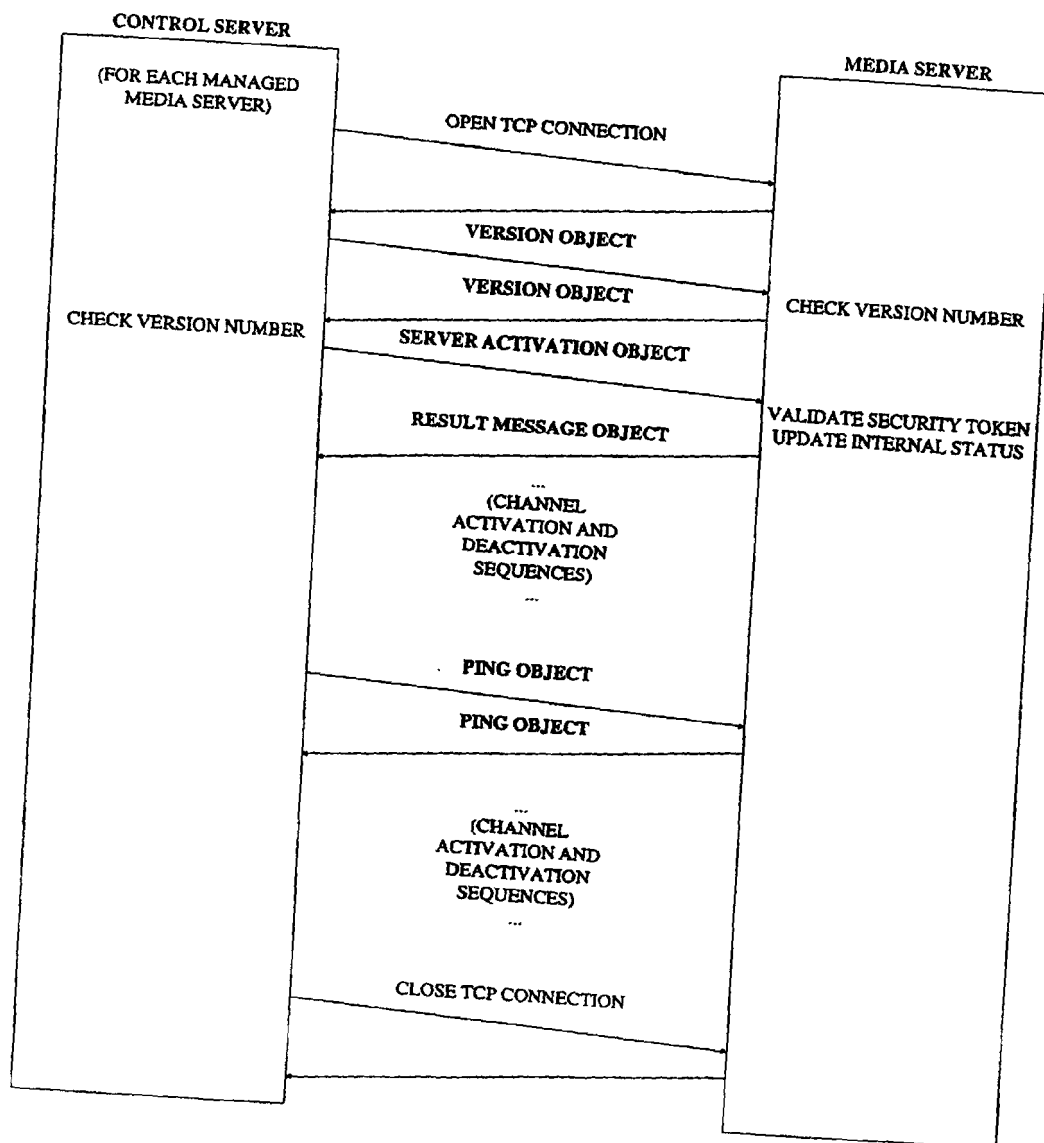 CONTROL SERVER
MEDIA SERVER
(FOR EACH MANAGED
MEDIA SERVER)
OPEN TCP CONNECTION
VERSION OBJECT
VERSION OBJECT
CHECK VERSION NUMBER
CHECK VERSION NUMBER
SERVER ACTIVATION OBJECT
VALIDATE SECURITY TOKEN
UPDATE INTERNAL STATUS
RESULT MESSAGE OBJECT
...
(CHANNEL
ACTIVATION AND
DEACTIVATION
SEQUENCES)
...
PING OBJECT
PING OBJECT
...
(CHANNEL
ACTIVATION AND
DEACTIVATION
SEQUENCES)
...
CLOSE TCP CONNECTION